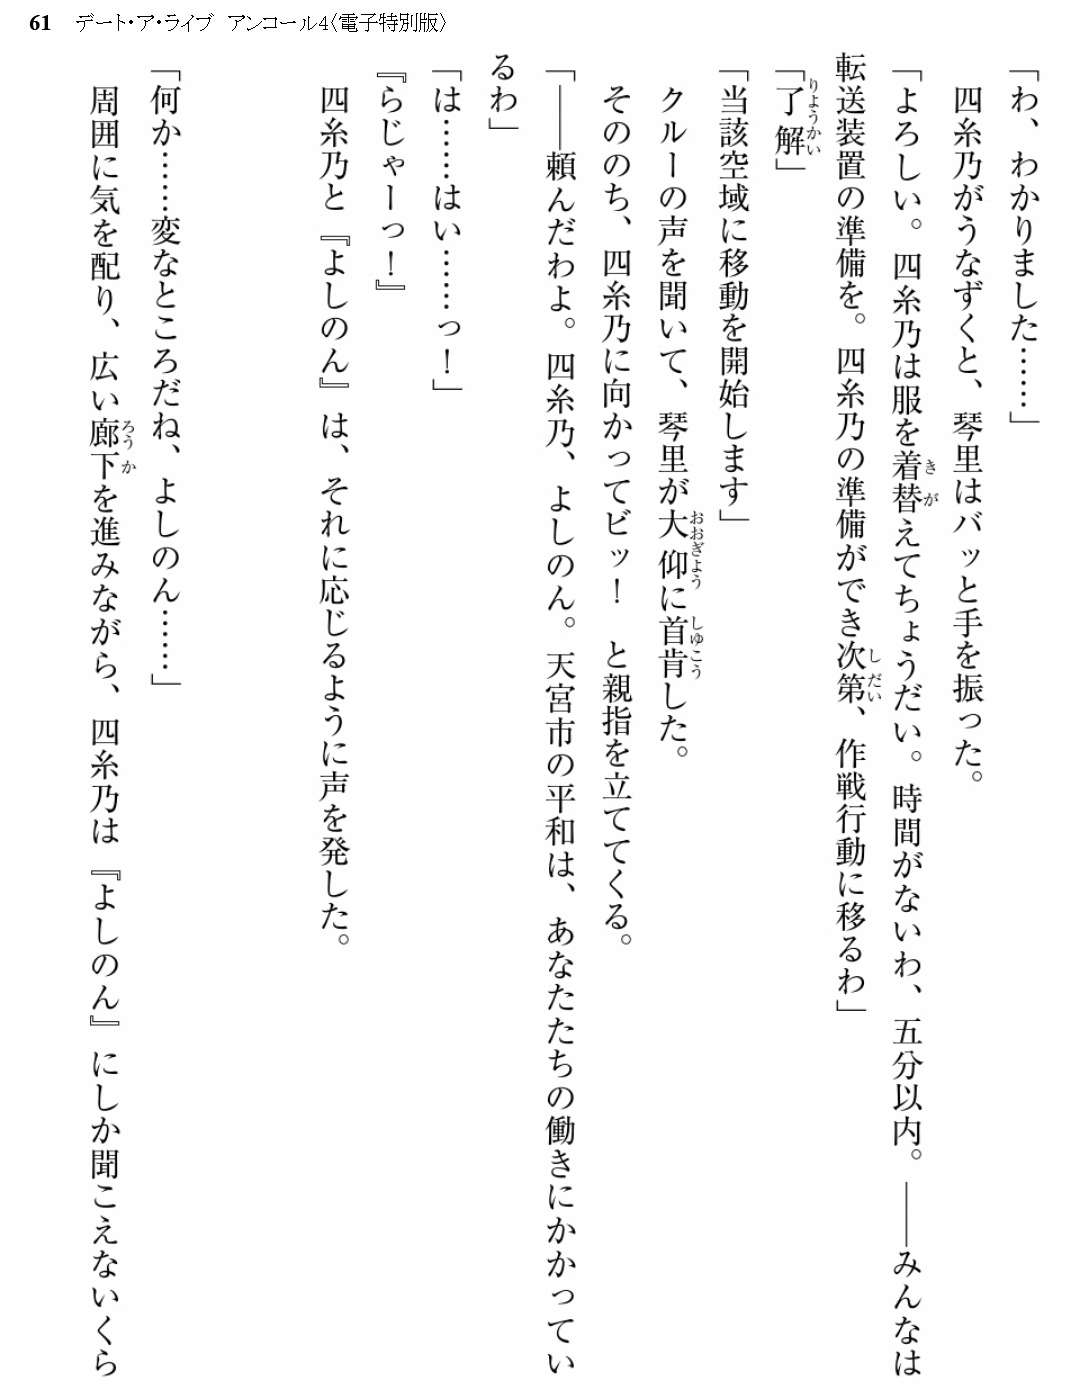 61 デート・ア・ライブ アンコール4〈電子特別版〉
「わ、わかりました……」
四糸乃がうなずくと、琴里はバッと手を振った。
「よろしい。四糸乃は服を着替えてちょうだい。時間がないわ、五分以内。――みんなは
転送装置の準備を。四糸乃の準備ができ次第、作戦行動に移るわ」
「了解」
「当該空域に移動を開始します」
クルーの声を聞いて、琴里が大仰に首肯した。
そののち、四糸乃に向かってビッ！　と親指を立ててくる。
「――頼んだわよ。四糸乃、よしのん。天宮市の平和は、あなたたちの働きにかかってい
るわ」
「は……はい……っ！」
『らじゃーっ！』
四糸乃と『よしのん』は、それに応じるように声を発した。
「何か……変なところだね、よしのん……」
周囲に気を配り、広い廊下を進みながら、四糸乃は『よしのん』にしか聞こえないくら